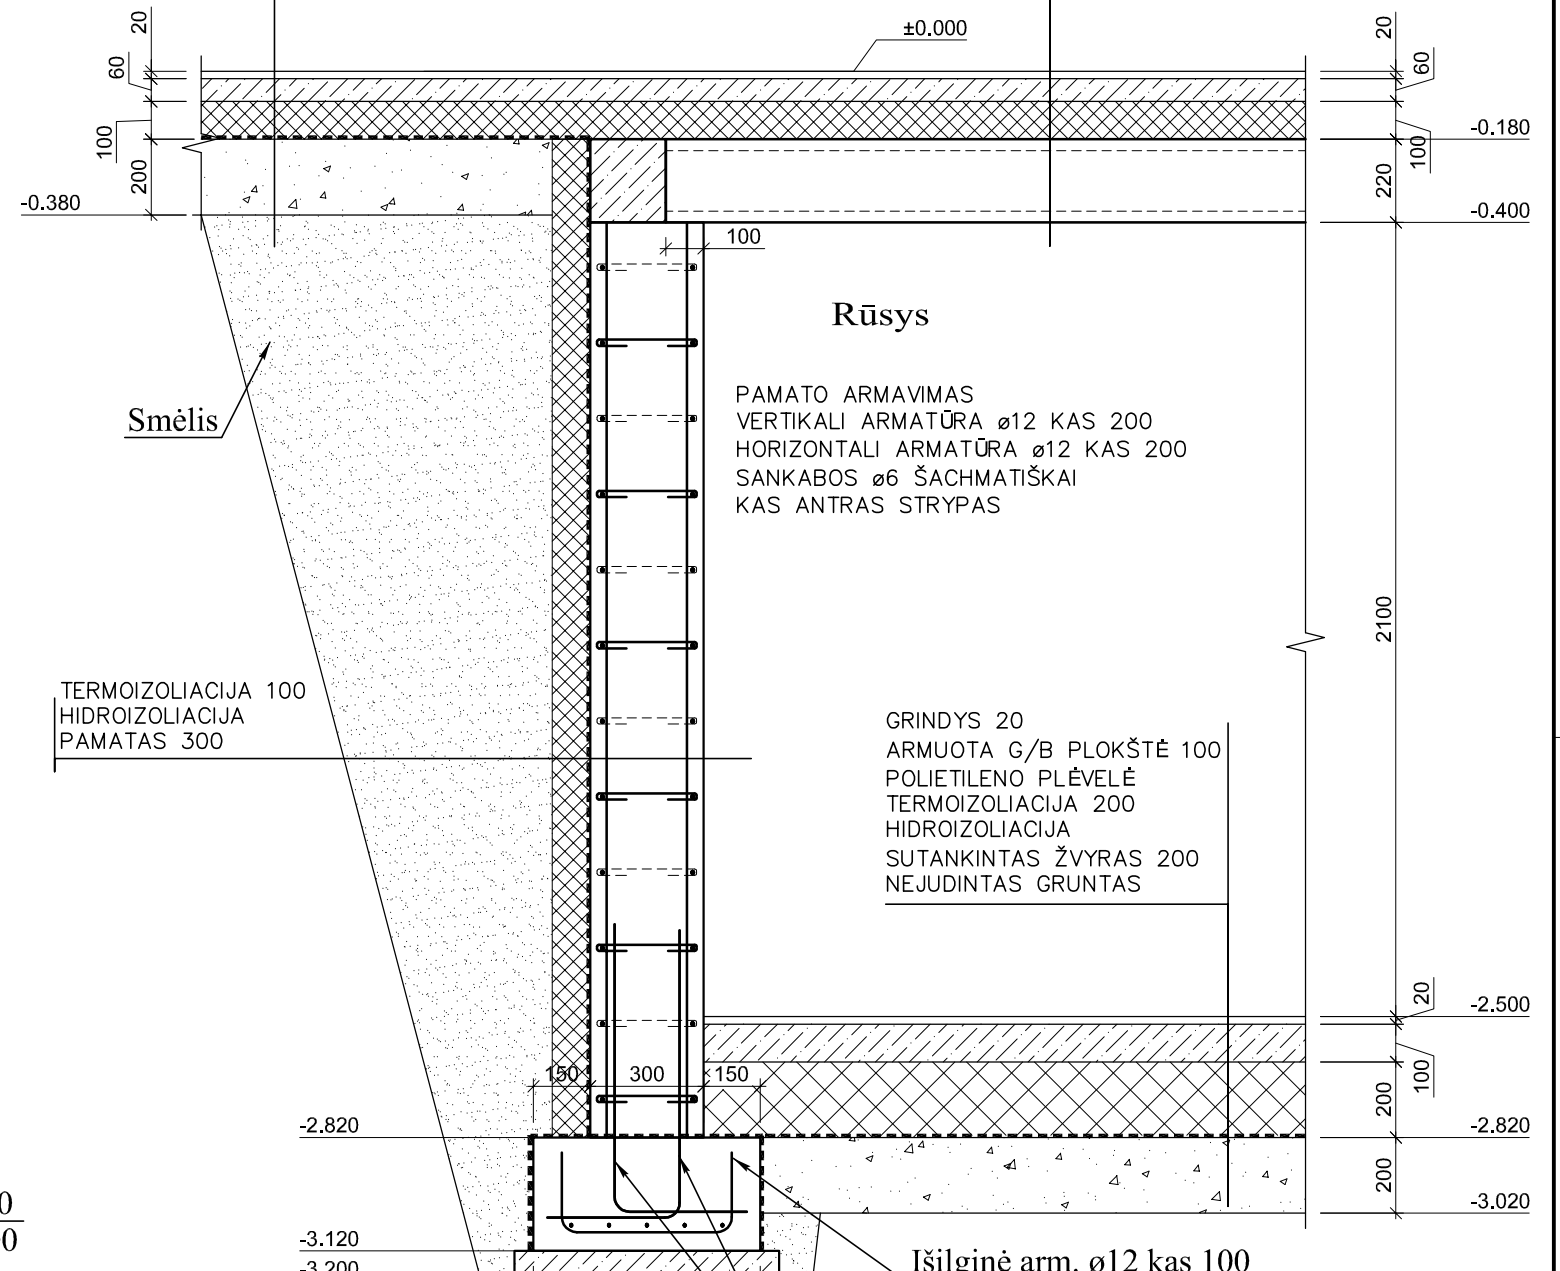 ±0.000
20
60
100
200
20
60
100
220
-0.180
-0.380
-0.400
100
Rūsys
Smėlis
PAMATO ARMAVIMAS
VERTIKALI ARMATŪRA ø12 KAS 200
HORIZONTALI ARMATŪRA ø12 KAS 200
SANKABOS ø6 ŠACHMATIŠKAI
KAS ANTRAS STRYPAS
2100
TERMOIZOLIACIJA 100
HIDROIZOLIACIJA
PAMATAS 300
GRINDYS 20
ARMUOTA G/B PLOKŠTĖ 100
POLIETILENO PLĖVELĖ
TERMOIZOLIACIJA 200
HIDROIZOLIACIJA
SUTANKINTAS ŽVYRAS 200
NEJUDINTAS GRUNTAS
20
-2.500
100
150 300 150
200
-2.820
-2.820
200
-3.020
0
0
-3.120
-3.200
Išilginė arm. ø12 kas 100